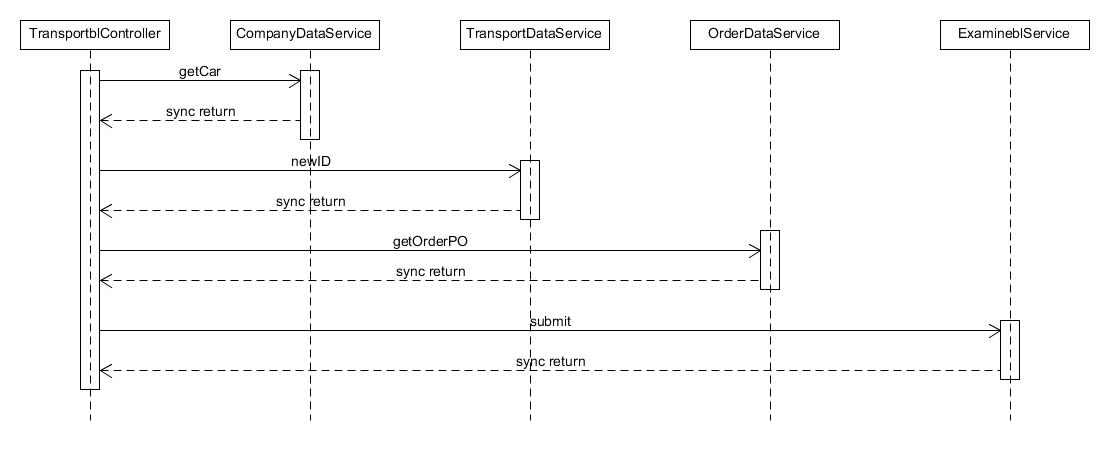 TransportblController
CompanyDataService
TransportDataService
OrderDataService
ExamineblService
getCar
sync return
newID
sync return
getOrderPO
sync return
submit
sync return